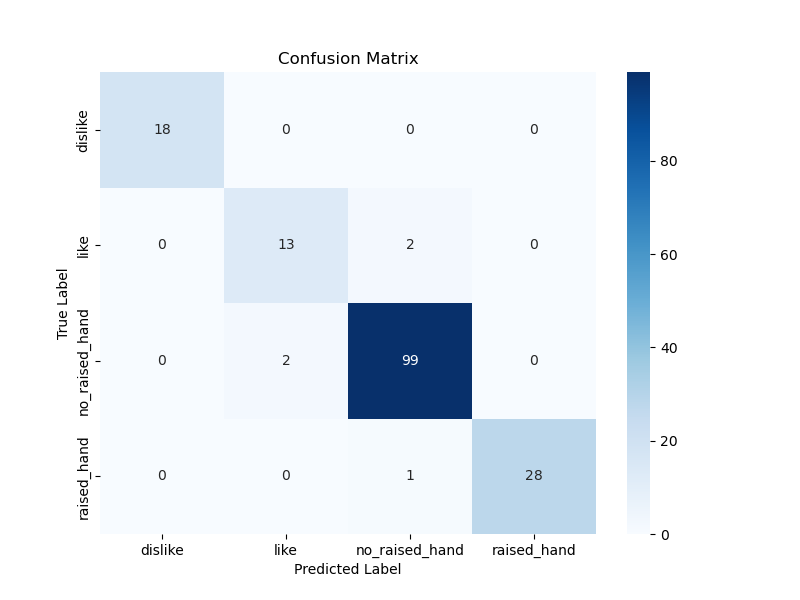 Confusion Matrix
True Label
dislike
18 0 0 0
like
0 13 2 0
no_raised_hand
0 2 99 0
raised_hand
0 0 1 28
dislike like no_raised_hand raised_hand
Predicted Label
80
60
40
20
0